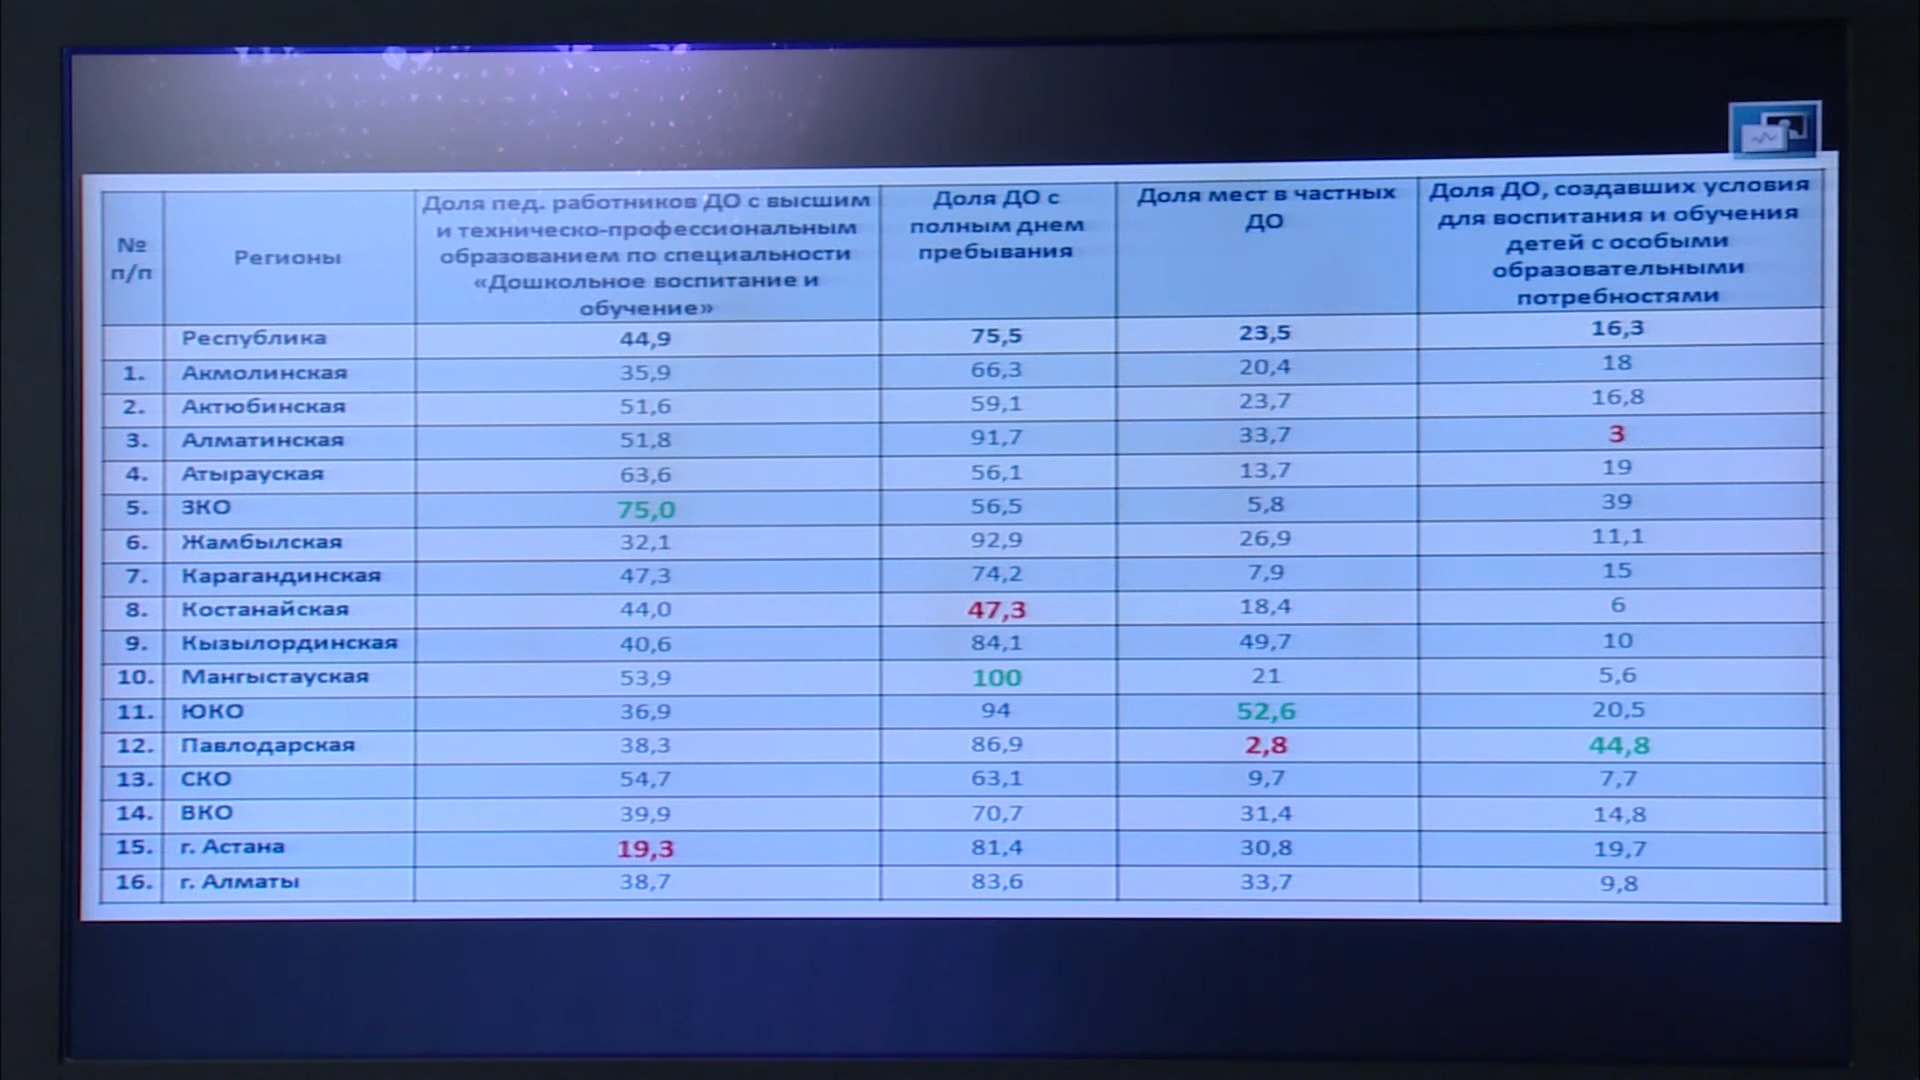 № п/п | Регионы | Доля пед. работников ДО с высшим и техническо-профессиональным образованием по специальности «Дошкольное воспитание и обучение» | Доля ДО с полным днем пребывания | Доля мест в частных ДО | Доля ДО, создавших условия для воспитания и обучения детей с особыми образовательными потребностями
Республика | 44,9 | 75,5 | 23,5 | 16,3
1. | Акмолинская | 35,9 | 66,3 | 20,4 | 18
2. | Актюбинская | 51,6 | 59,1 | 23,7 | 16,8
3. | Алматинская | 51,8 | 91,7 | 33,7 | 3
4. | Атырауская | 63,6 | 56,1 | 13,7 | 19
5. | ЗКО | 75,0 | 56,5 | 5,8 | 39
6. | Жамбылская | 32,1 | 92,9 | 26,9 | 11,1
7. | Карагандинская | 47,3 | 74,2 | 7,9 | 15
8. | Костанайская | 44,0 | 47,3 | 18,4 | 6
9. | Кызылординская | 40,6 | 84,1 | 49,7 | 10
10. | Мангыстауская | 53,9 | 100 | 21 | 5,6
11. | ЮКО | 36,9 | 94 | 52,6 | 20,5
12. | Павлодарская | 38,3 | 86,9 | 2,8 | 44,8
13. | СКО | 54,7 | 63,1 | 9,7 | 7,7
14. | ВКО | 39,9 | 70,7 | 31,4 | 14,8
15. | г. Астана | 19,3 | 81,4 | 30,8 | 19,7
16. | г. Алматы | 38,7 | 83,6 | 33,7 | 9,8